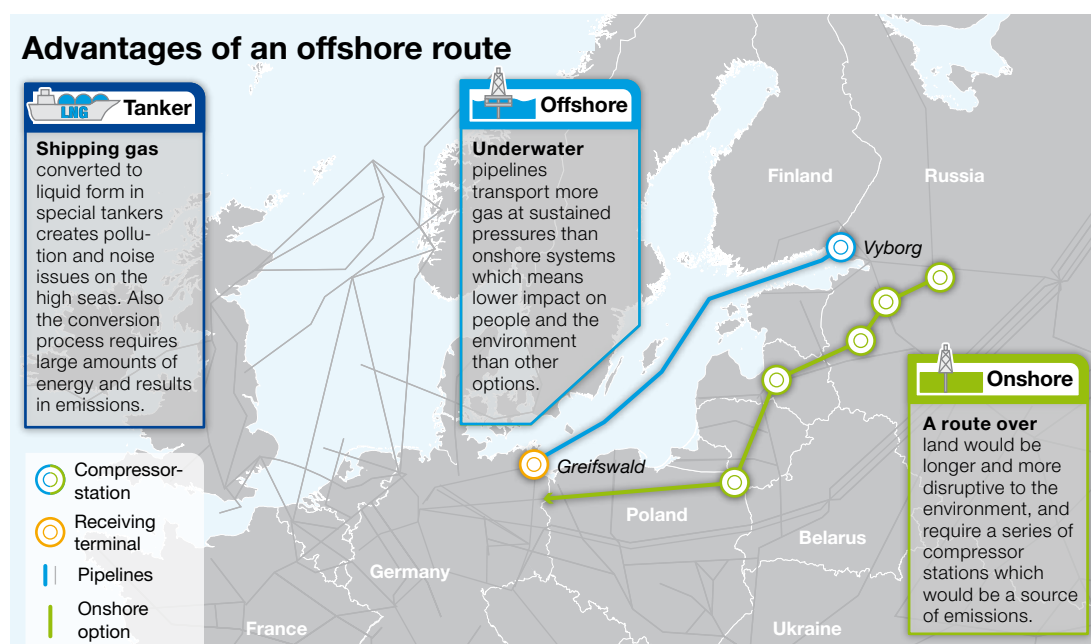 Advantages of an offshore route
LNG
Tanker
Shipping gas
converted to
liquid form in
special tankers
creates pollu-
tion and noise
issues on the
high seas. Also
the conversion
process requires
large amounts of
energy and results
in emissions.
Offshore
Underwater
pipelines
transport more
gas at sustained
pressures than
onshore systems
which means
lower impact on
people and the
environment
than other
options.
Finland
Russia
Vyborg
Onshore
A route over
land would be
longer and more
disruptive to the
environment, and
require a series of
compressor
stations which
would be a source
of emissions.
Greifswald
Poland
Belarus
Germany
France
Ukraine
Compressor-
station
Receiving
terminal
Pipelines
Onshore
option